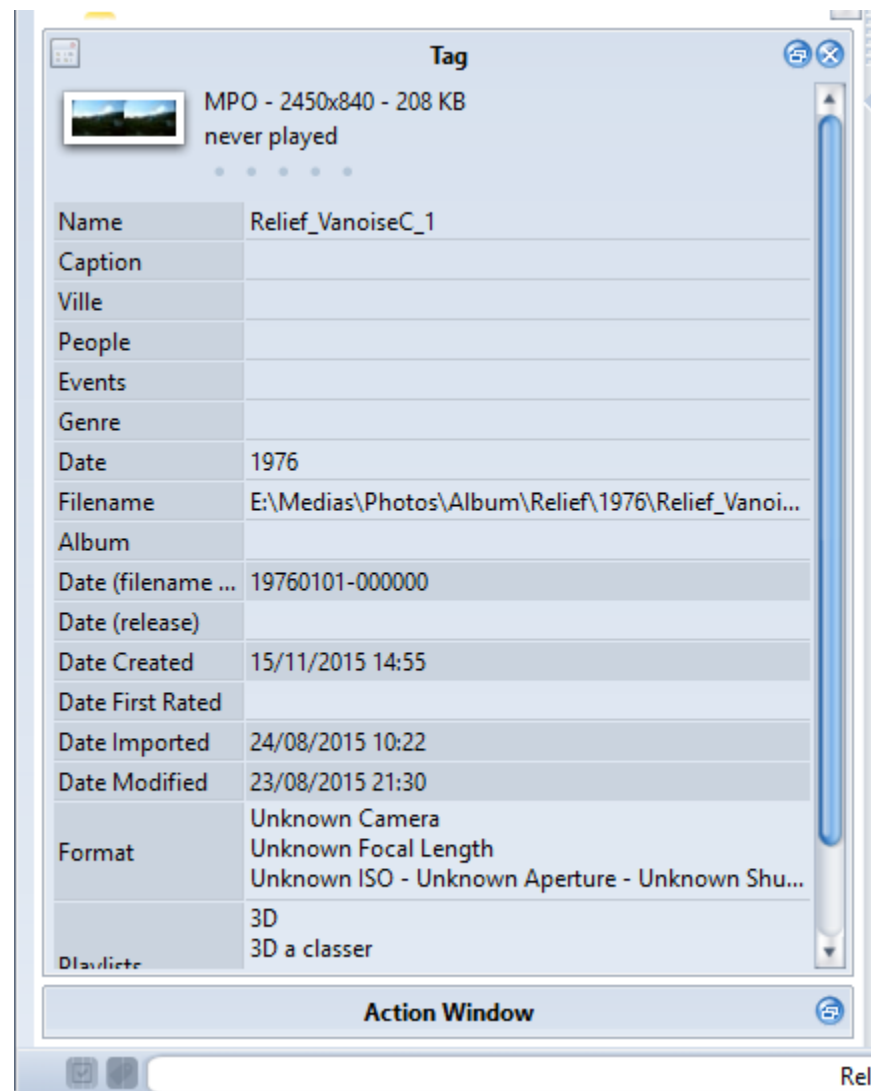 Tag
MPO - 2450x840 - 208 KB
never played
Name Relief_VanoiseC_1
Caption
Ville
People
Events
Genre
Date 1976
Filename E:\Medias\Photos\Album\Relief\1976\Relief_Vanoi...
Album
Date (filename ... 19760101-000000
Date (release)
Date Created 15/11/2015 14:55
Date First Rated
Date Imported 24/08/2015 10:22
Date Modified 23/08/2015 21:30
Format Unknown Camera
Unknown Focal Length
Unknown ISO - Unknown Aperture - Unknown Shu...
Playlists 3D
3D a classer
Action Window
Rel